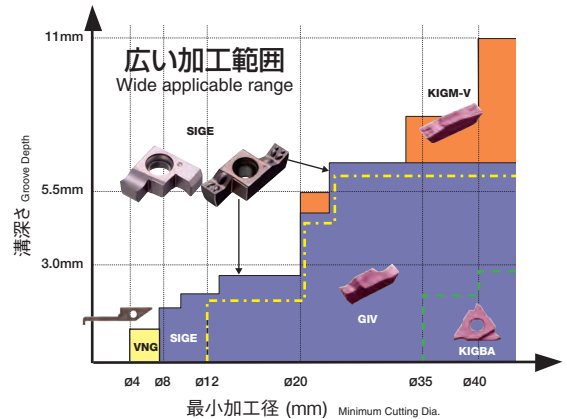 11mm
広い加工範囲
Wide applicable range
KIGM-V
SIGE
5.5mm
溝深さ Groove Depth
3.0mm
GIV
VNG
SIGE
KIGBA
ø4
ø8
ø12
ø20
ø35
ø40
最小加工径 (mm) Minimum Cutting Dia.